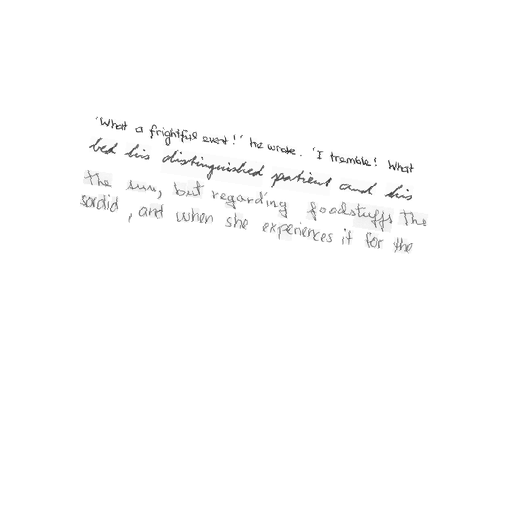 'What a frightful event!' he wrote. 'I tremble! What
bed his distinguished patient and his
the sun, but regarding foodstuffs the
sordid, and when she experiences it for the